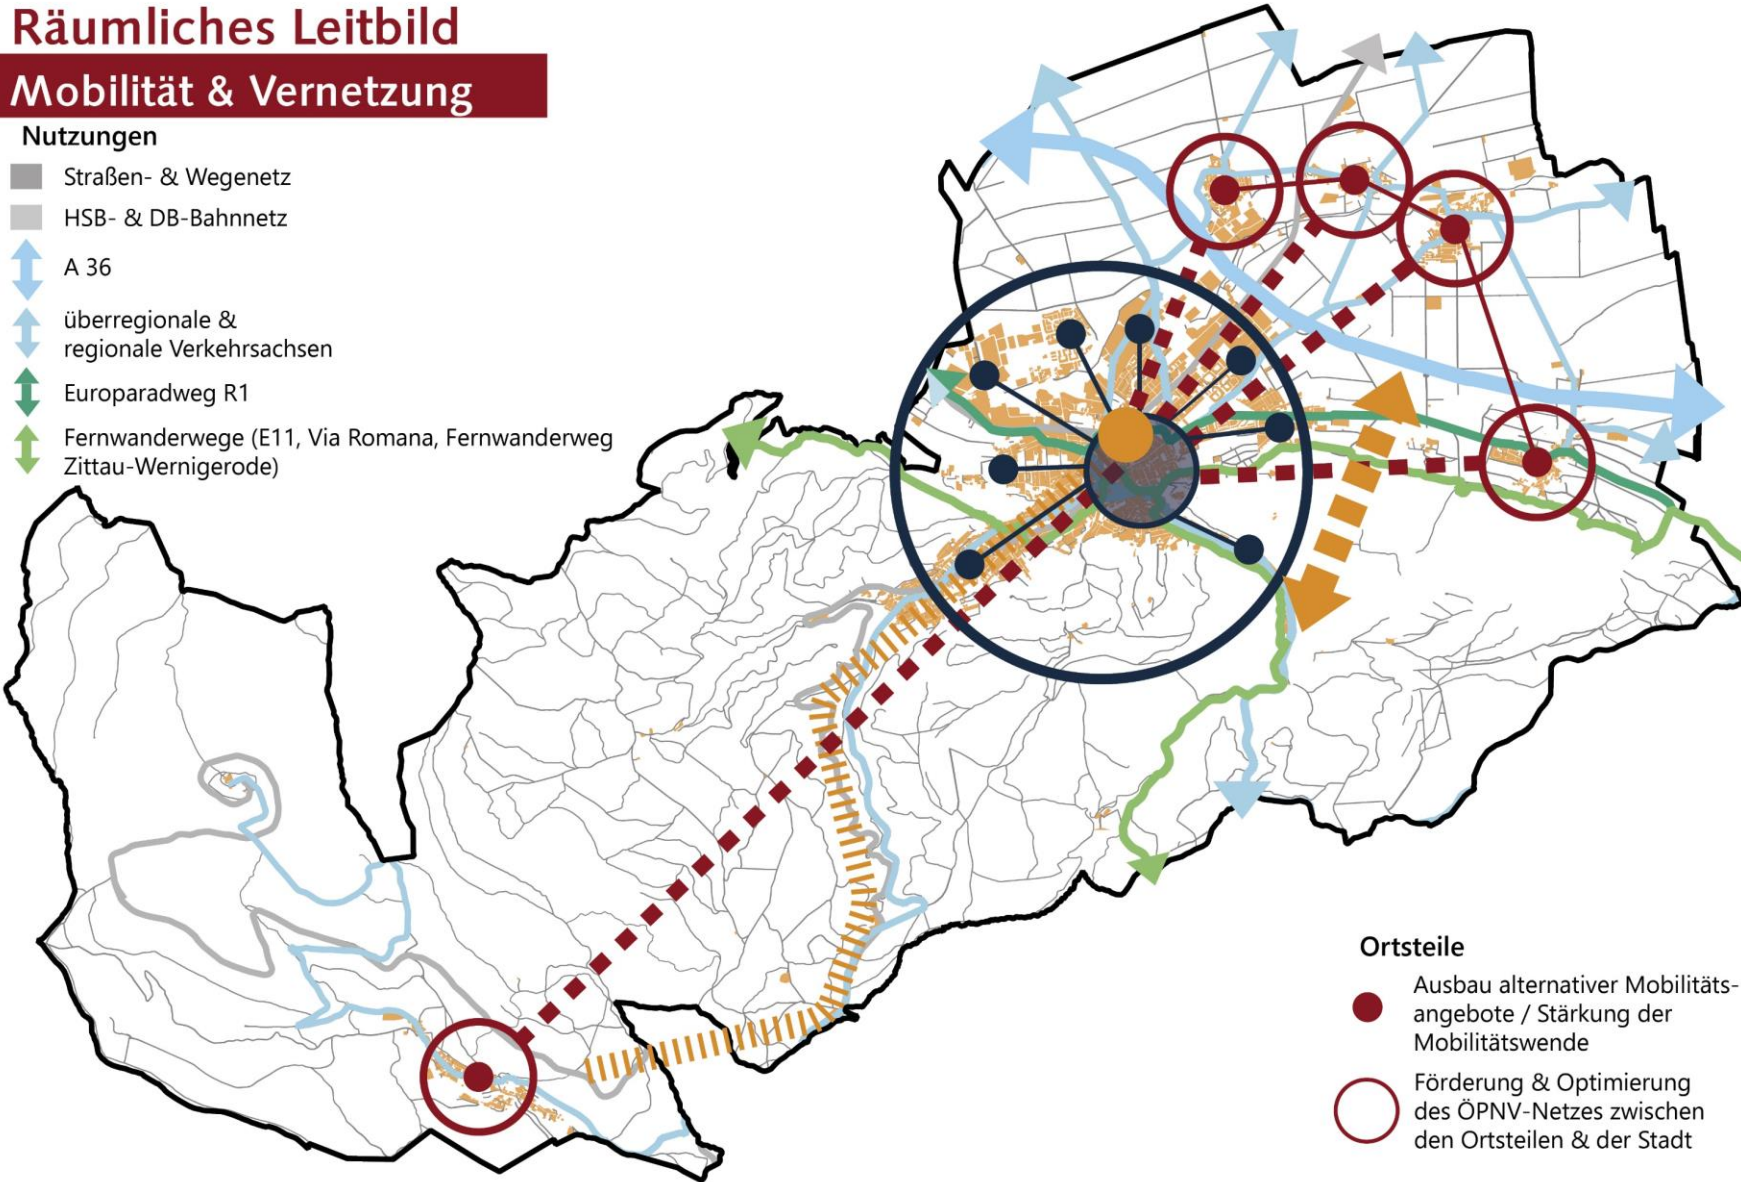 Räumliches Leitbild
Mobilität & Vernetzung
Nutzungen
Straßen- & Wegenetz
HSB- & DB-Bahnnetz
A 36
überregionale &
regionale Verkehrsachsen
Europaradweg R1
Fernwanderwege (E11, Via Romana, Fernwanderweg
Zittau-Wernigerode)
Ortsteile
Ausbau alternativer Mobilitäts-
angebote / Stärkung der
Mobilitätswende
Förderung & Optimierung
des ÖPNV-Netzes zwischen
den Ortsteilen & der Stadt